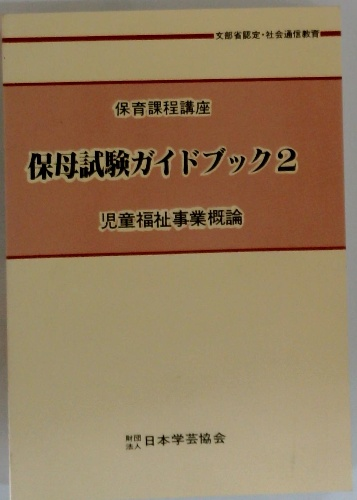 文部省認定・社会通信教育
保育課程講座
保母試験ガイドブック2
児童福祉事業概論
財団法人 日本学芸協会